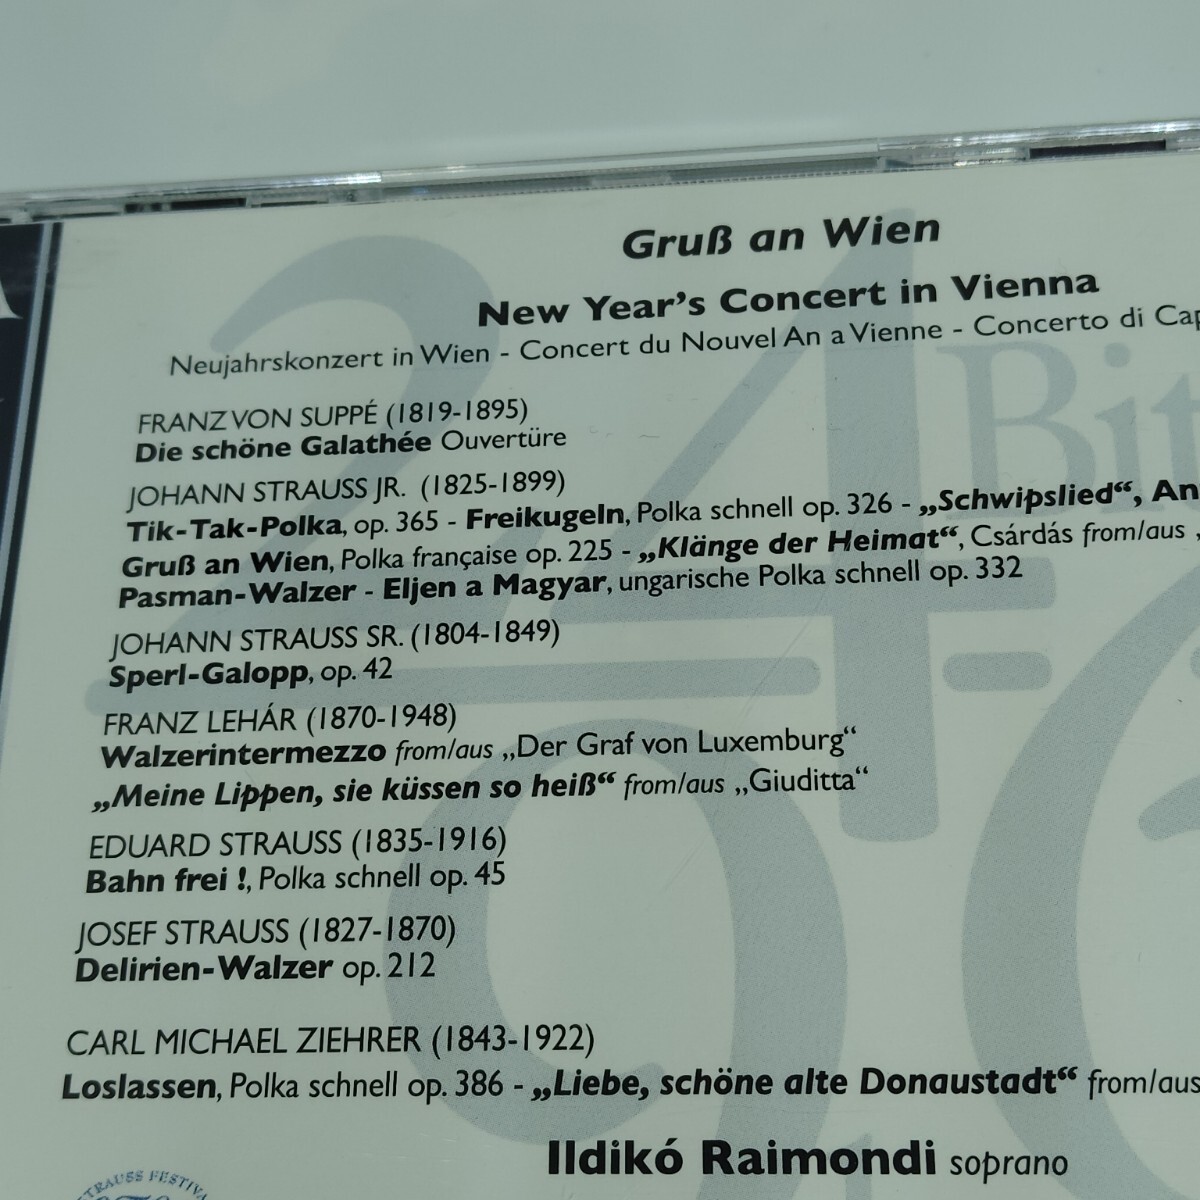 Gruß an Wien
New Year's Concert in Vienna
Neujahrskonzert in Wien - Concert du Nouvel An a Vienne - Concerto di
FRANZ VON SUPPÉ (1819-1895)
Die schöne Galathée Ouvertüre
JOHANN STRAUSS JR. (1825-1899)
Tik-Tak-Polka, op. 365 - Freikugeln, Polka schnell op. 326 - „Schwipslied“,
Gruß an Wien, Polka française op. 225 - „Klänge der Heimat“, Csárdás from/aus
Pasman-Walzer - Eljen a Magyar, ungarische Polka schnell op. 332
JOHANN STRAUSS SR. (1804-1849)
Sperl-Galopp, op. 42
FRANZ LEHÁR (1870-1948)
Walzerintermezzo from/aus „Der Graf von Luxemburg“
„Meine Lippen, sie küssen so heiß“ from/aus „Giuditta“
EDUARD STRAUSS (1835-1916)
Bahn frei !, Polka schnell op. 45
JOSEF STRAUSS (1827-1870)
Delirien-Walzer op. 212
CARL MICHAEL ZIEHRER (1843-1922)
Loslassen, Polka schnell op. 386 - „Liebe, schöne alte Donaustadt“ from/aus
Ildikó Raimondi soprano
24 Bit
96
STRAUSS FESTIVAL